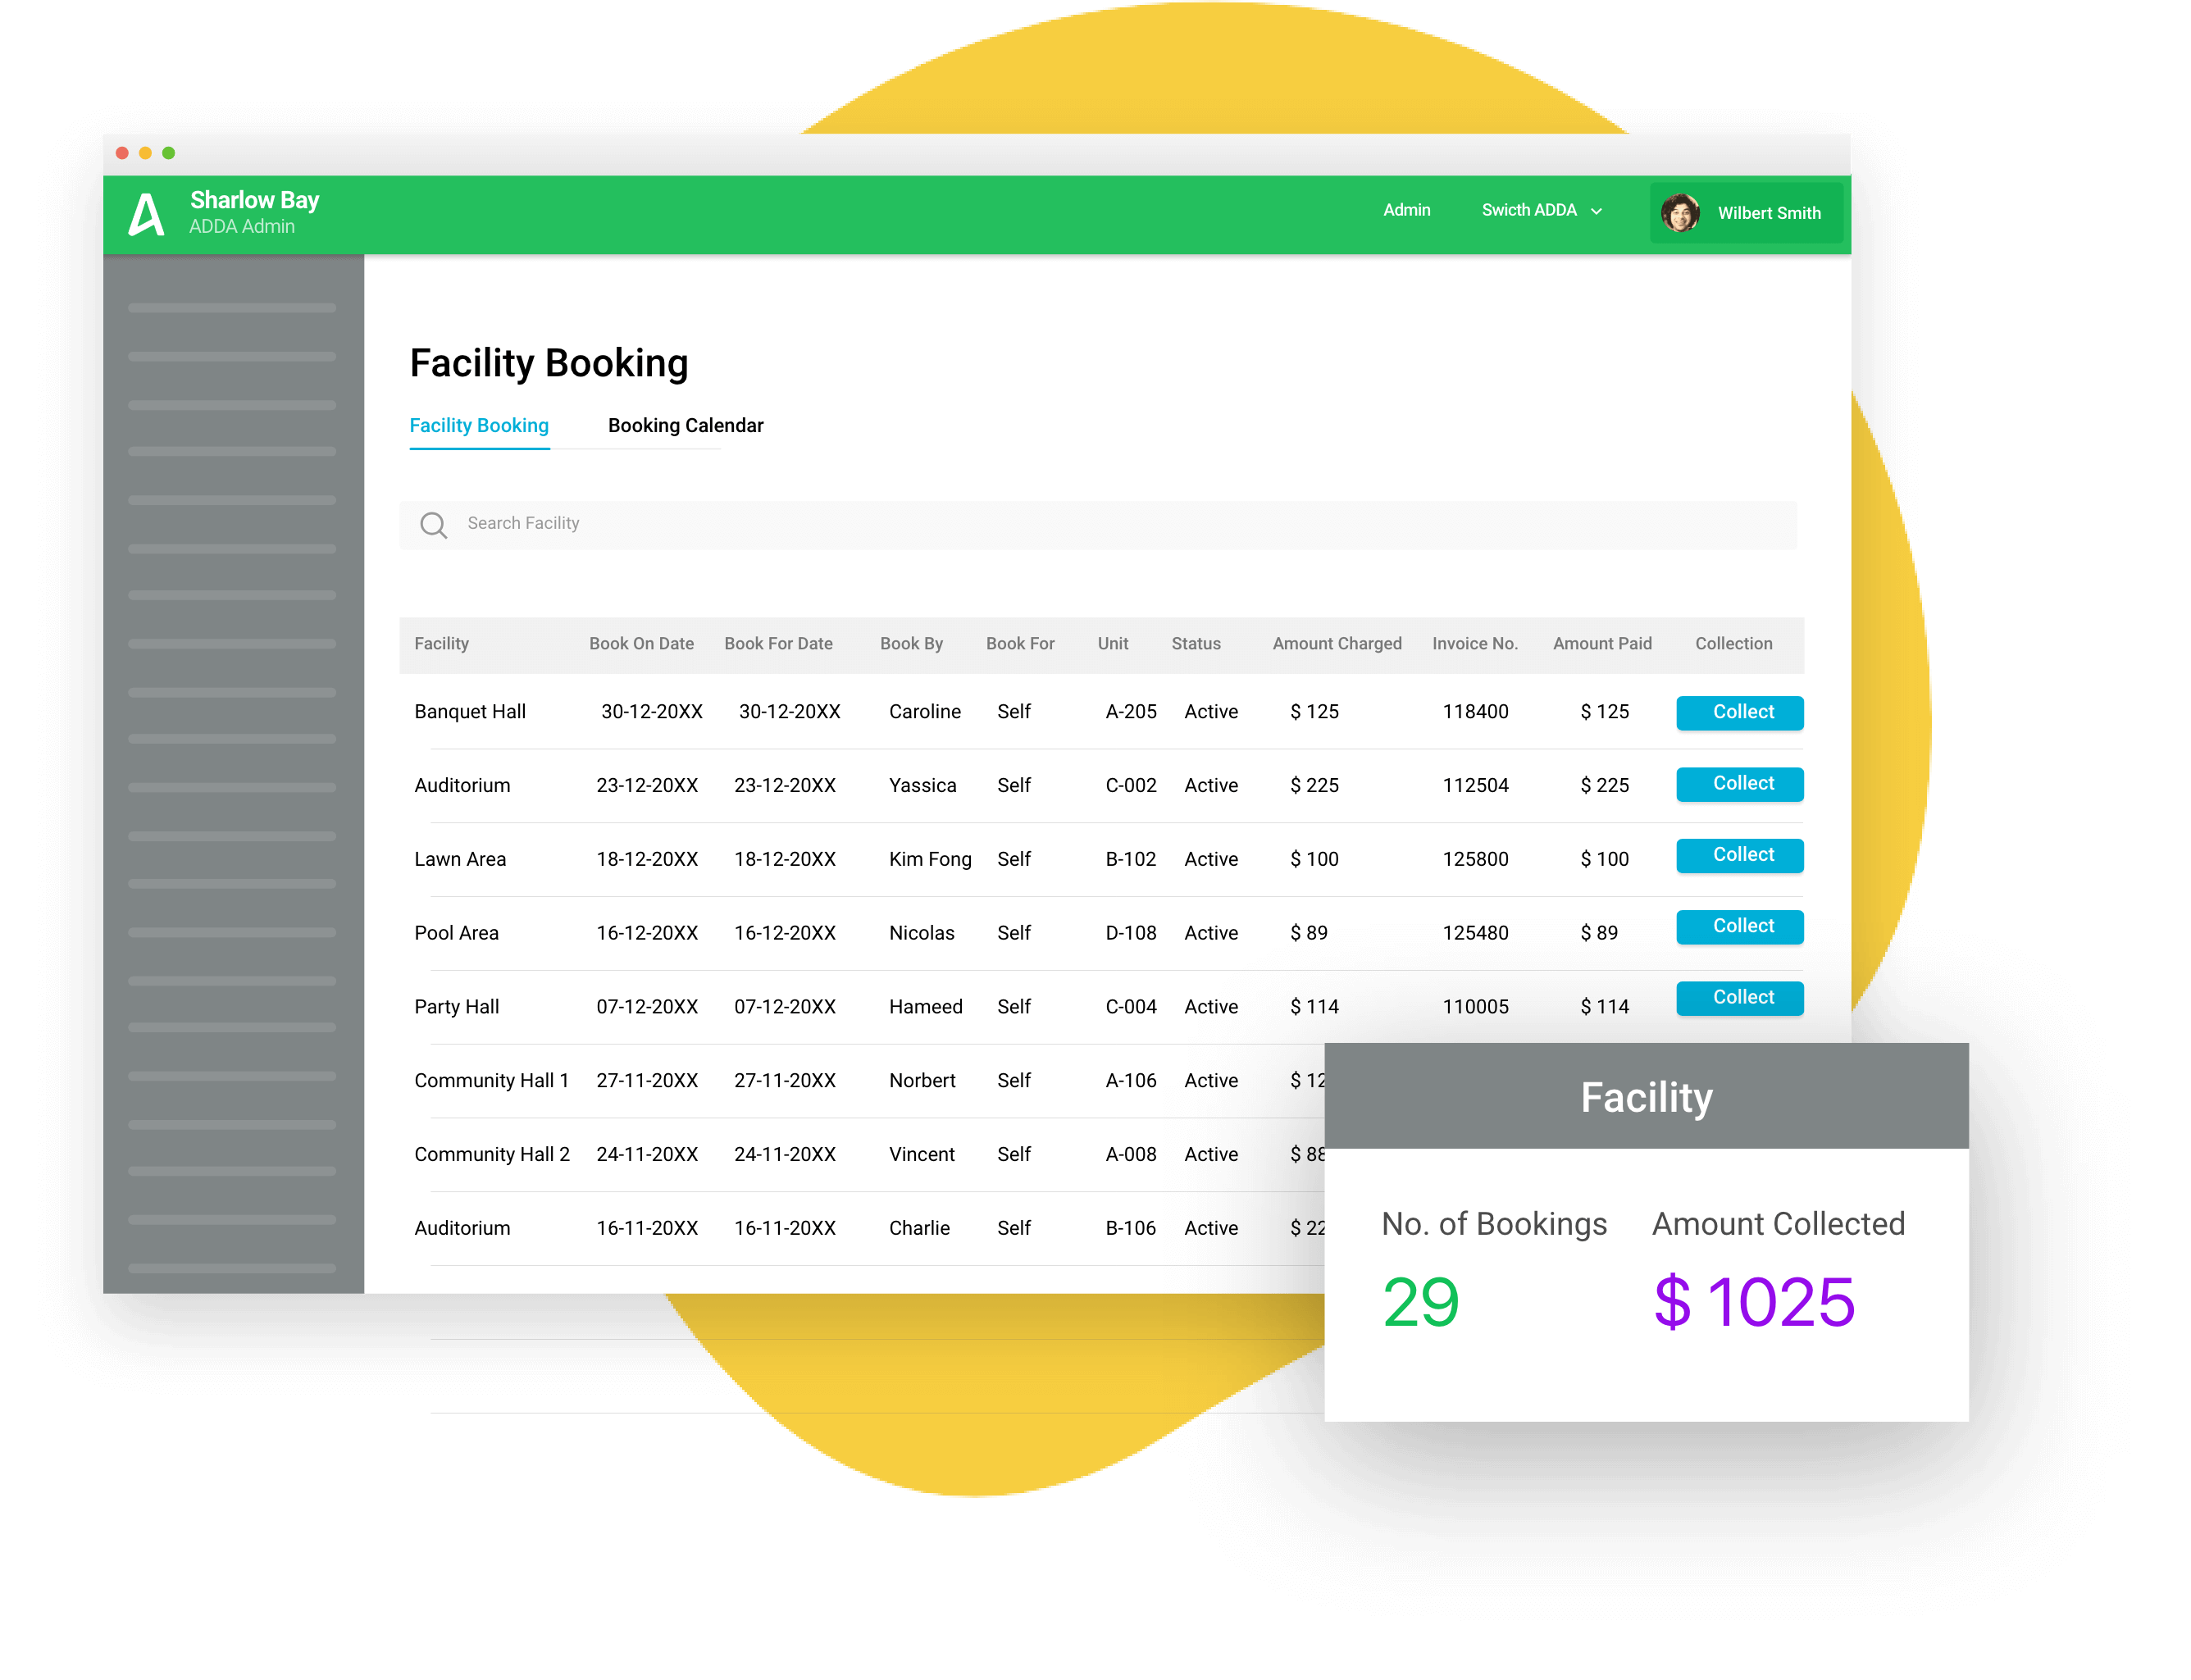 Sharlow Bay
ADDA Admin
Admin
Swicth ADDA
Wilbert Smith
Facility Booking
Facility Booking Booking Calendar
Search Facility
Facility Book On Date Book For Date Book By Book For Unit Status Amount Charged Invoice No. Amount Paid Collection
Banquet Hall 30-12-20XX 30-12-20XX Caroline Self A-205 Active $ 125 118400 $ 125 Collect
Auditorium 23-12-20XX 23-12-20XX Yassica Self C-002 Active $ 225 112504 $ 225 Collect
Lawn Area 18-12-20XX 18-12-20XX Kim Fong Self B-102 Active $ 100 125800 $ 100 Collect
Pool Area 16-12-20XX 16-12-20XX Nicolas Self D-108 Active $ 89 125480 $ 89 Collect
Party Hall 07-12-20XX 07-12-20XX Hameed Self C-004 Active $ 114 110005 $ 114 Collect
Community Hall 1 27-11-20XX 27-11-20XX Norbert Self A-106 Active $ 12
Community Hall 2 24-11-20XX 24-11-20XX Vincent Self A-008 Active $ 88
Auditorium 16-11-20XX 16-11-20XX Charlie Self B-106 Active $ 22
Facility
No. of Bookings Amount Collected
29 $ 1025